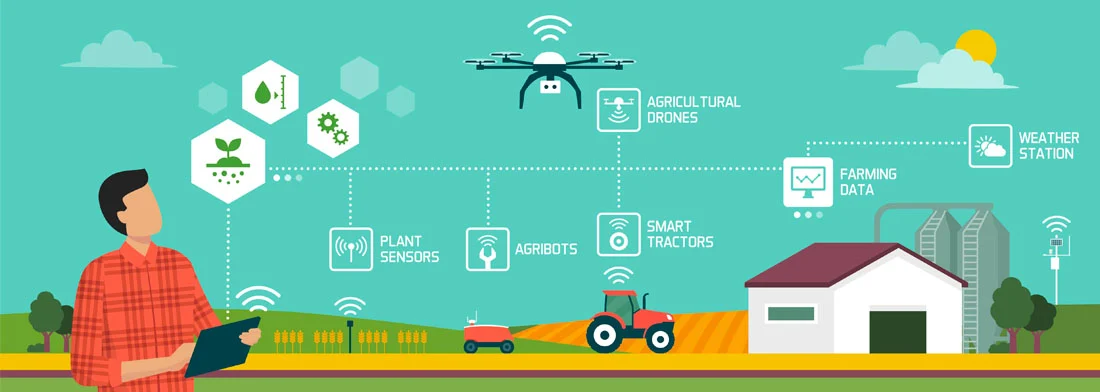 AGRICULTURAL
DRONES
WEATHER
STATION
FARMING
DATA
PLANT
SENSORS
AGRIBOTS
SMART
TRACTORS